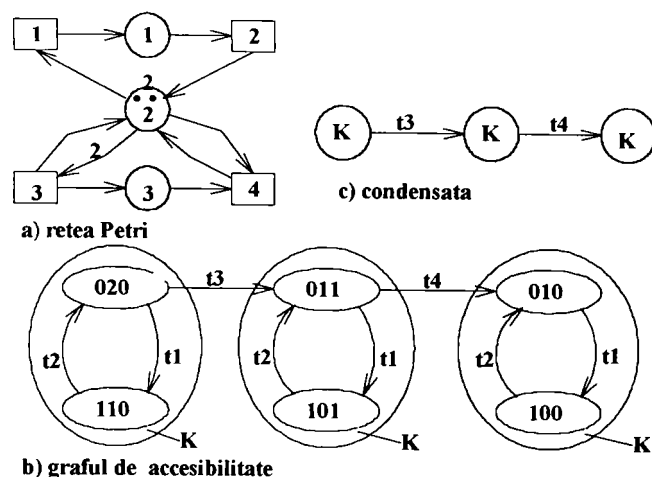 1 1 2
2
2
2
3 3 4
a) retea Petri
K t3 K t4 K
c) condensata
020 t3 011 t4 010
t2 t1 t2 t1 t2 t1
110 101 100
K K K
b) graful de accesibilitate